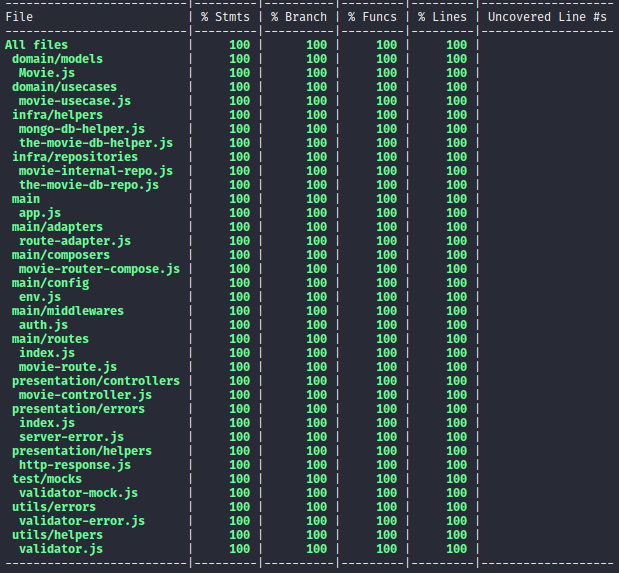 -------------------------|---------|----------|---------|---------|-------------------
File                     | % Stmts | % Branch | % Funcs | % Lines | Uncovered Line #s
-------------------------|---------|----------|---------|---------|-------------------
All files                |     100 |      100 |     100 |     100 |
 domain/models           |     100 |      100 |     100 |     100 |
  Movie.js               |     100 |      100 |     100 |     100 |
 domain/usecases         |     100 |      100 |     100 |     100 |
  movie-usecase.js       |     100 |      100 |     100 |     100 |
 infra/helpers           |     100 |      100 |     100 |     100 |
  mongo-db-helper.js     |     100 |      100 |     100 |     100 |
  the-movie-db-helper.js |     100 |      100 |     100 |     100 |
 infra/repositories      |     100 |      100 |     100 |     100 |
  movie-internal-repo.js |     100 |      100 |     100 |     100 |
  the-movie-db-repo.js   |     100 |      100 |     100 |     100 |
 main                    |     100 |      100 |     100 |     100 |
  app.js                 |     100 |      100 |     100 |     100 |
 main/adapters           |     100 |      100 |     100 |     100 |
  route-adapter.js       |     100 |      100 |     100 |     100 |
 main/composers          |     100 |      100 |     100 |     100 |
  movie-router-compose.js |     100 |      100 |     100 |     100 |
 main/config             |     100 |      100 |     100 |     100 |
  env.js                 |     100 |      100 |     100 |     100 |
 main/middlewares        |     100 |      100 |     100 |     100 |
  auth.js                |     100 |      100 |     100 |     100 |
 main/routes             |     100 |      100 |     100 |     100 |
  index.js               |     100 |      100 |     100 |     100 |
  movie-route.js         |     100 |      100 |     100 |     100 |
 presentation/controllers |     100 |      100 |     100 |     100 |
  movie-controller.js    |     100 |      100 |     100 |     100 |
 presentation/errors     |     100 |      100 |     100 |     100 |
  index.js               |     100 |      100 |     100 |     100 |
  server-error.js        |     100 |      100 |     100 |     100 |
 presentation/helpers    |     100 |      100 |     100 |     100 |
  http-response.js       |     100 |      100 |     100 |     100 |
 test/mocks              |     100 |      100 |     100 |     100 |
  validator-mock.js      |     100 |      100 |     100 |     100 |
 utils/errors            |     100 |      100 |     100 |     100 |
  validator-error.js     |     100 |      100 |     100 |     100 |
 utils/helpers           |     100 |      100 |     100 |     100 |
  validator.js           |     100 |      100 |     100 |     100 |
-------------------------|---------|----------|---------|---------|-------------------